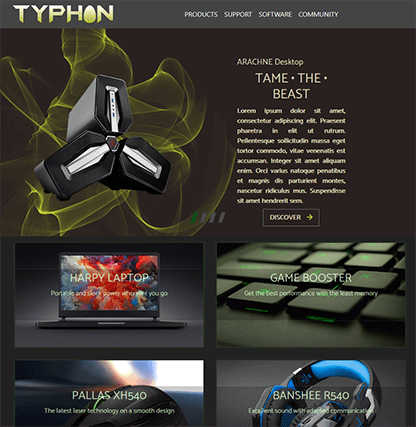 TYPHON
PRODUCTS SUPPORT SOFTWARE COMMUNITY
ARACHNE Desktop
TAME • THE •
BEAST
Lorem ipsum dolor sit amet,
consectetur adipiscing elit. Praesent
pharetra in elit ut rutrum.
Pellentesque sollicitudin massa eget
tortor commodo, vitae venenatis est
accumsan. Integer sit amet aliquam
enim. Orci varius natoque penatibus
et magnis dis parturient montes,
nascetur ridiculus mus. Suspendisse
sit amet hendrerit sem.
DISCOVER →
HARPY LAPTOP
Portable and sleek power wherever you go
GAME BOOSTER
Get the best performance with the least memory
PALLAS XH540
The latest laser technology on a smooth design
BANSHEE R540
Excellent sound with adapted communication